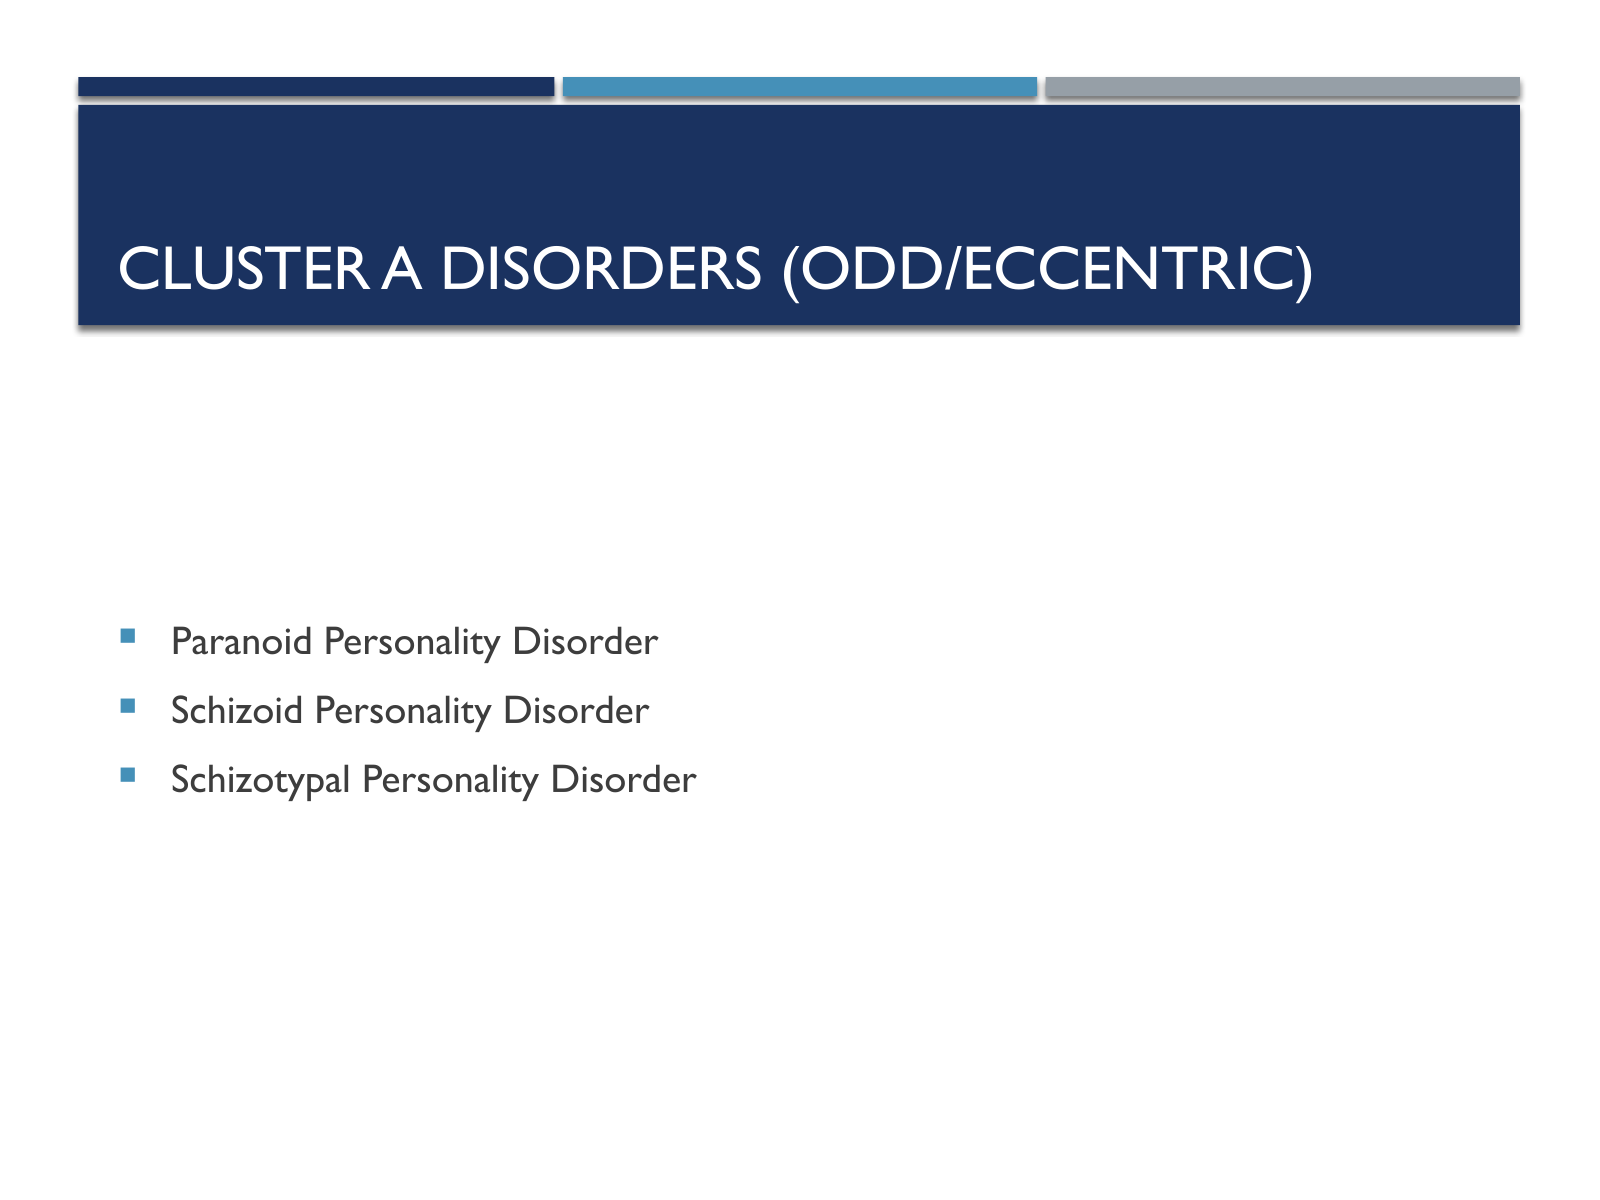 CLUSTER A DISORDERS (ODD/ECCENTRIC)
Paranoid Personality Disorder
Schizoid Personality Disorder
Schizotypal Personality Disorder